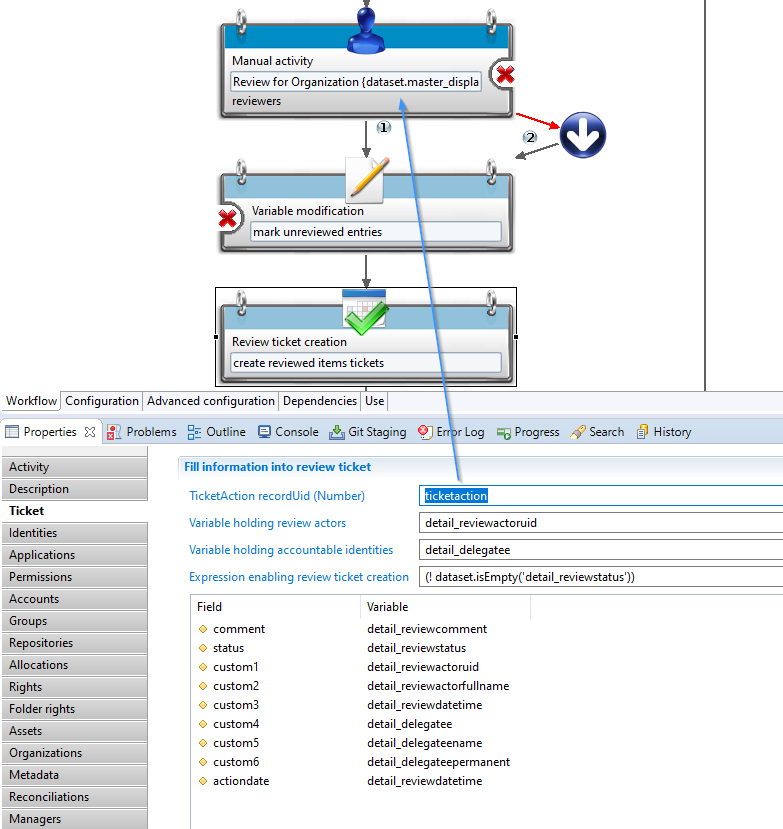 Manual activity
Review for Organization {dataset.master_displa
reviewers
1
2
Variable modification
mark unreviewed entries
Review ticket creation
create reviewed items tickets
Workflow Configuration Advanced configuration Dependencies Use
Properties Problems Outline Console Git Staging Error Log Progress Search History
Activity
Description
Ticket
Identities
Applications
Permissions
Accounts
Groups
Repositories
Allocations
Rights
Folder rights
Assets
Organizations
Metadata
Reconciliations
Managers
Fill information into review ticket
TicketAction recordUid (Number) ticketaction
Variable holding review actors detail_reviewactoruid
Variable holding accountable identities detail_delegatee
Expression enabling review ticket creation (! dataset.isEmpty('detail_reviewstatus'))
Field Variable
comment detail_reviewcomment
status detail_reviewstatus
custom1 detail_reviewactoruid
custom2 detail_reviewactorfullname
custom3 detail_reviewdatetime
custom4 detail_delegatee
custom5 detail_delegateename
custom6 detail_delegateepermanent
actiondate detail_reviewdatetime